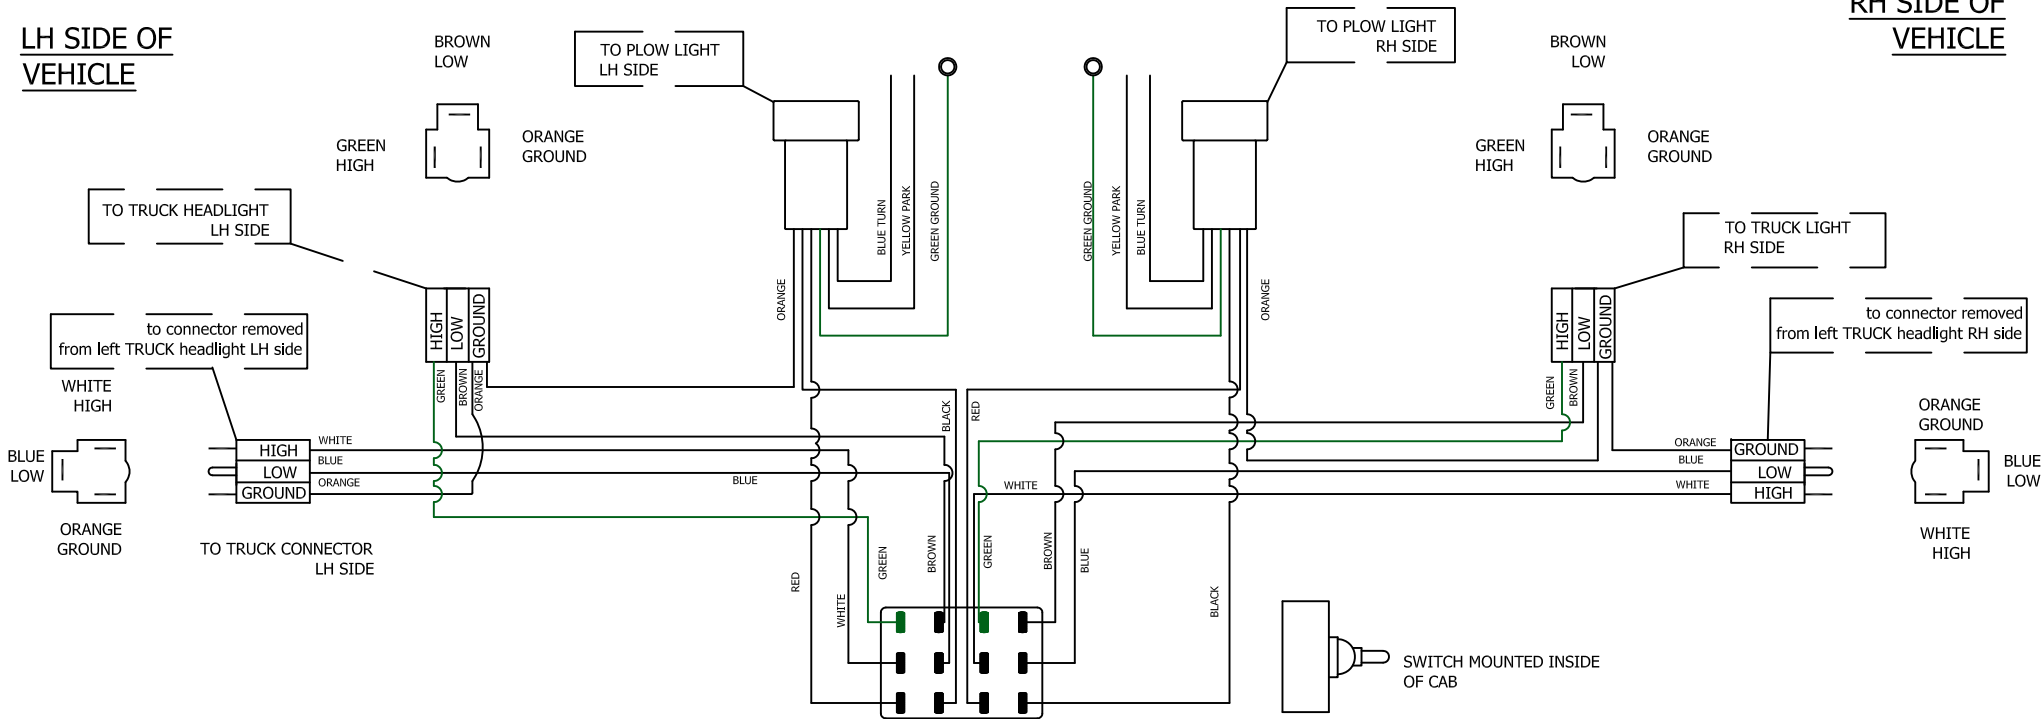 LH SIDE OF
VEHICLE
BROWN
LOW
TO PLOW LIGHT
LH SIDE
TO PLOW LIGHT
RH SIDE
BROWN
LOW
RH SIDE OF
VEHICLE
GREEN
HIGH
ORANGE
GROUND
GREEN
HIGH
ORANGE
GROUND
TO TRUCK HEADLIGHT
LH SIDE
BLUE TURN
YELLOW PARK
GREEN GROUND
GREEN GROUND
YELLOW PARK
BLUE TURN
TO TRUCK LIGHT
RH SIDE
ORANGE
ORANGE
to connector removed
from left TRUCK headlight LH side
HIGH
LOW
GROUND
HIGH
LOW
GROUND
to connector removed
from left TRUCK headlight RH side
WHITE
HIGH
GREEN
BROWN
ORANGE
BLACK
RED
GREEN
BROWN
ORANGE
GROUND
BLUE
LOW
HIGH
LOW
GROUND
WHITE
BLUE
ORANGE
BLUE
WHITE
ORANGE
BLUE
WHITE
GROUND
LOW
HIGH
BLUE
LOW
ORANGE
GROUND
TO TRUCK CONNECTOR
LH SIDE
WHITE
HIGH
RED
WHITE
GREEN
BROWN
GREEN
BROWN
BLUE
BLACK
SWITCH MOUNTED INSIDE
OF CAB